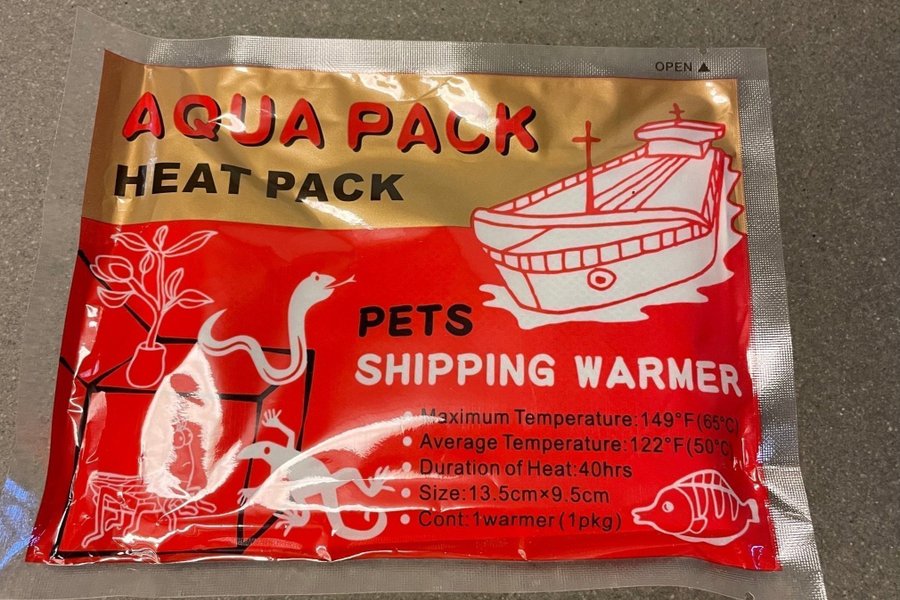 OPEN ▲
AQUA PACK
HEAT PACK
PETS
SHIPPING WARMER
• Maximum Temperature:149°F(65°C)
• Average Temperature:122°F(50°C)
• Duration of Heat:40hrs
• Size:13.5cm×9.5cm
• Cont:1warmer(1pkg)